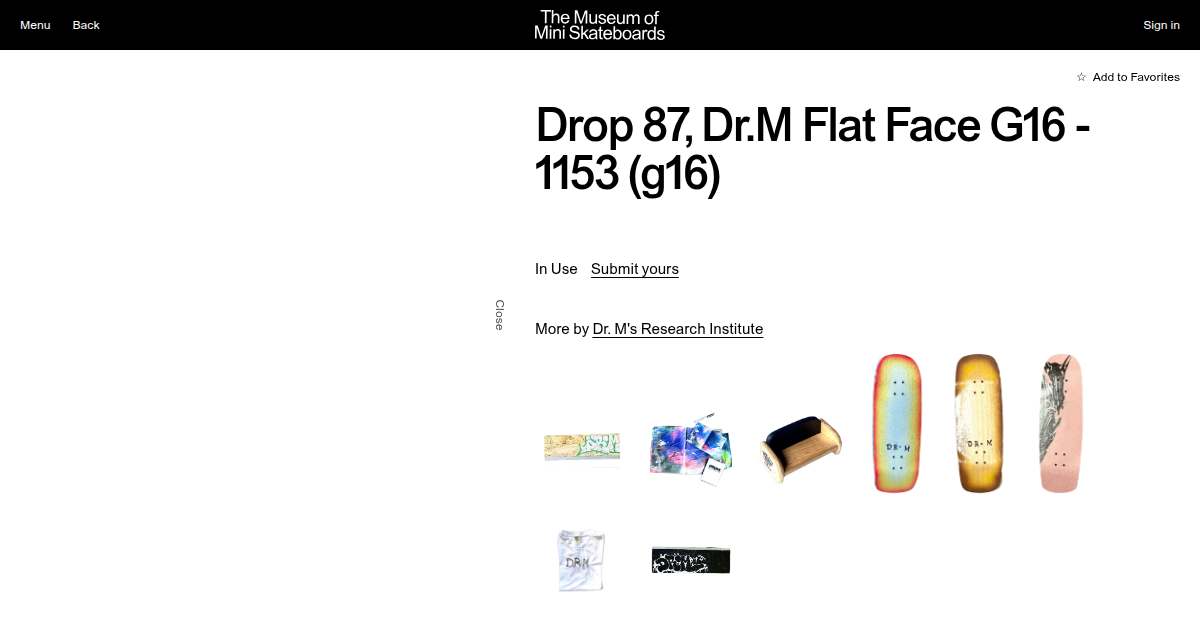 Menu Back
The Museum of
Mini Skateboards
Sign in
☆ Add to Favorites
Drop 87, Dr.M Flat Face G16 -
1153 (g16)
In Use Submit yours
Close
More by Dr. M's Research Institute
DR. M
DR. M
DR.M